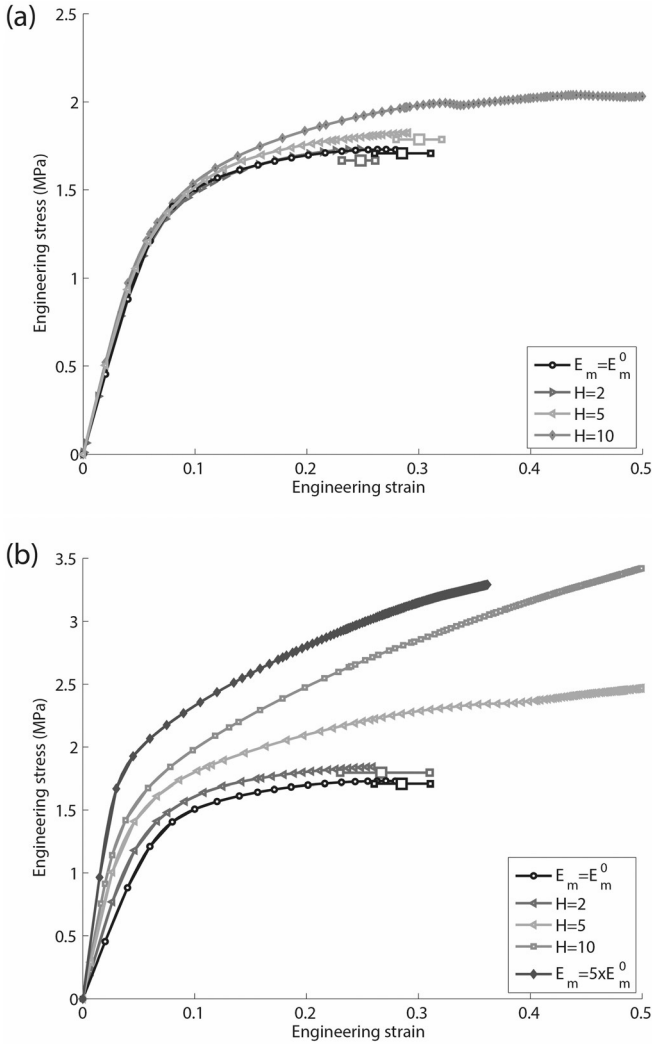 (a)
2.5
2
1.5
1
0.5
0
Engineering stress (MPa)
0 0.1 0.2 0.3 0.4 0.5
Engineering strain
E_m=E_m^0
H=2
H=5
H=10
(b)
3.5
3
2.5
2
1.5
1
0.5
0
Engineering stress (MPa)
0 0.1 0.2 0.3 0.4 0.5
Engineering strain
E_m=E_m^0
H=2
H=5
H=10
E_m=5xE_m^0